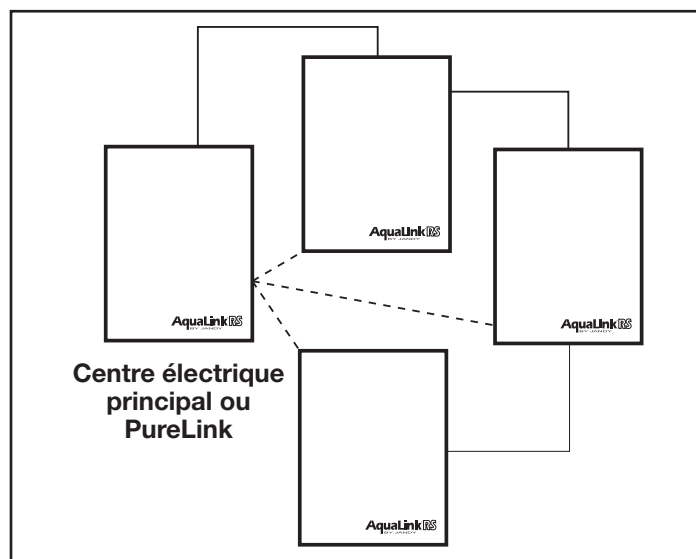 AquaLink RS
BY JANDY
AquaLink RS
BY JANDY
AquaLink RS
BY JANDY
Centre électrique
principal ou
PureLink
AquaLink RS
BY JANDY